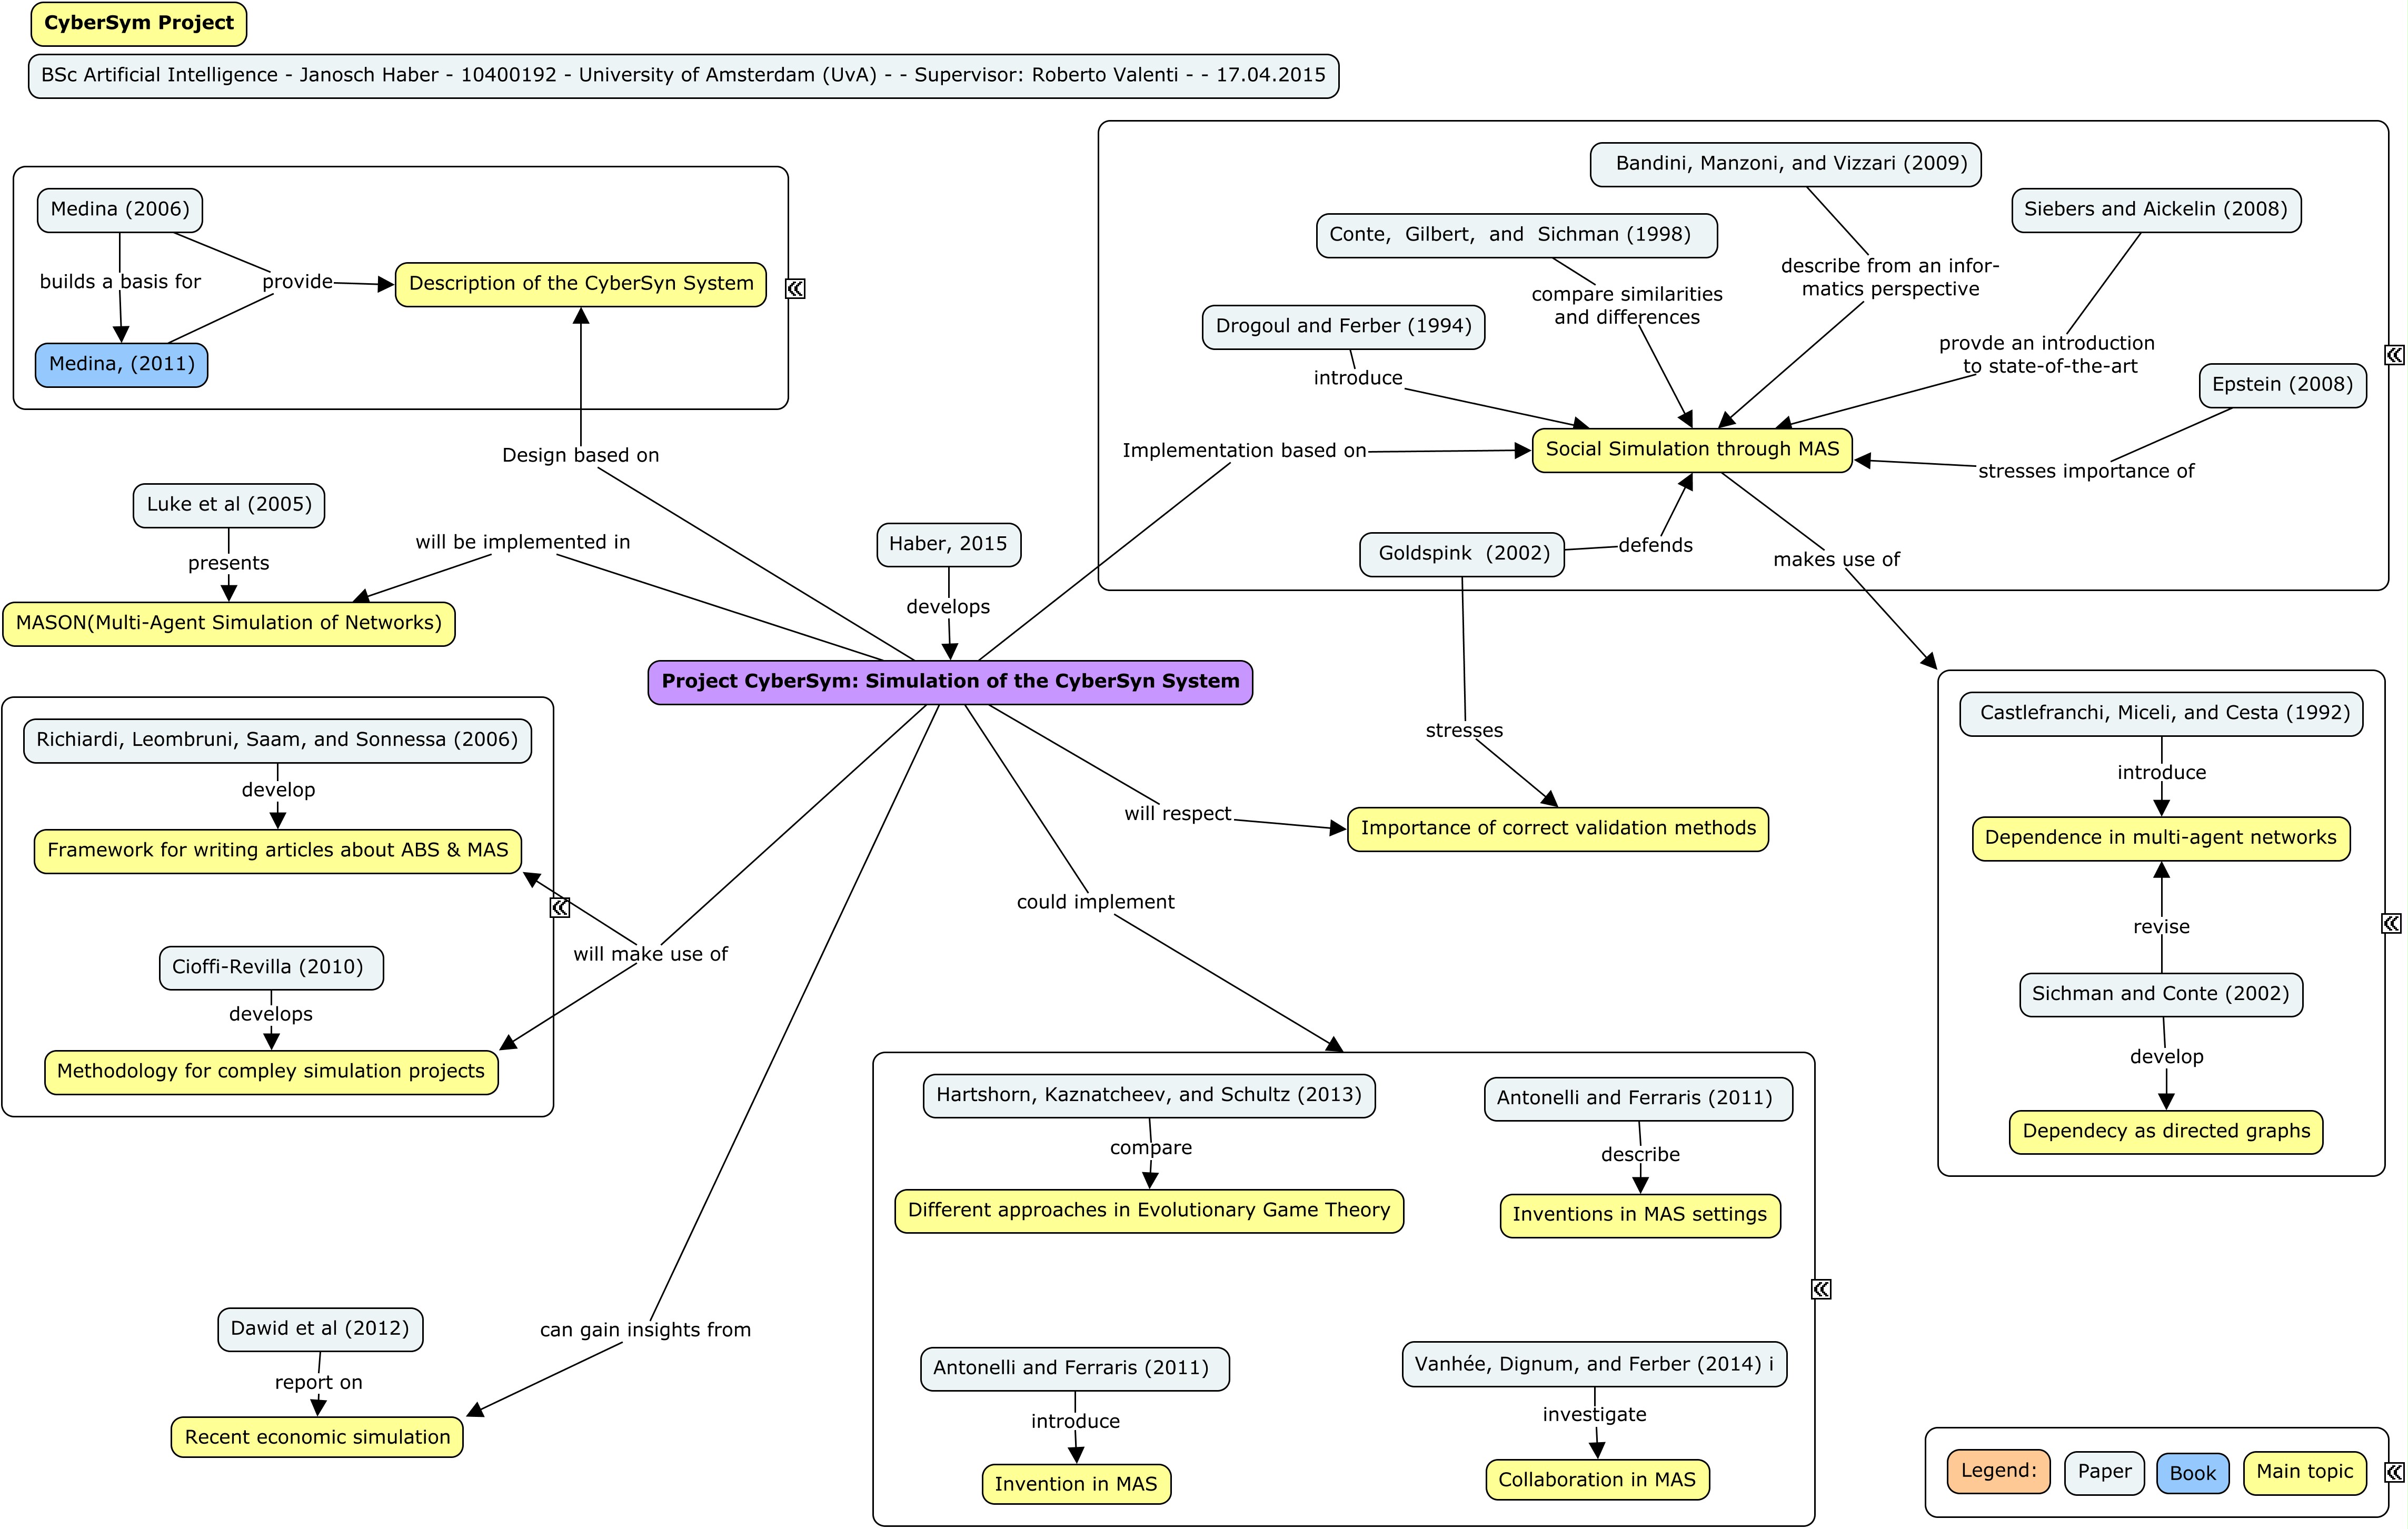 CyberSym Project
BSc Artificial Intelligence - Janosch Haber - 10400192 - University of Amsterdam (UvA) - - Supervisor: Roberto Valenti - - 17.04.2015
Medina (2006)
builds a basis for
provide
Description of the CyberSyn System
Medina, (2011)
Design based on
Bandini, Manzoni, and Vizzari (2009)
Siebers and Aickelin (2008)
Conte, Gilbert, and Sichman (1998)
describe from an infor-
matics perspective
compare similarities
and differences
Drogoul and Ferber (1994)
provde an introduction
to state-of-the-art
introduce
Epstein (2008)
Implementation based on
Social Simulation through MAS
stresses importance of
Goldspink (2002)
defends
makes use of
Luke et al (2005)
presents
will be implemented in
MASON(Multi-Agent Simulation of Networks)
Haber, 2015
develops
Project CyberSym: Simulation of the CyberSyn System
stresses
will respect
Importance of correct validation methods
Castlefranchi, Miceli, and Cesta (1992)
introduce
Dependence in multi-agent networks
revise
Sichman and Conte (2002)
develop
Dependecy as directed graphs
Richiardi, Leombruni, Saam, and Sonnessa (2006)
develop
Framework for writing articles about ABS & MAS
Cioffi-Revilla (2010)
develops
Methodology for compley simulation projects
will make use of
could implement
Hartshorn, Kaznatcheev, and Schultz (2013)
compare
Different approaches in Evolutionary Game Theory
Antonelli and Ferraris (2011)
describe
Inventions in MAS settings
Antonelli and Ferraris (2011)
introduce
Invention in MAS
Vanhée, Dignum, and Ferber (2014) i
investigate
Collaboration in MAS
Dawid et al (2012)
report on
Recent economic simulation
can gain insights from
Legend:
Paper
Book
Main topic